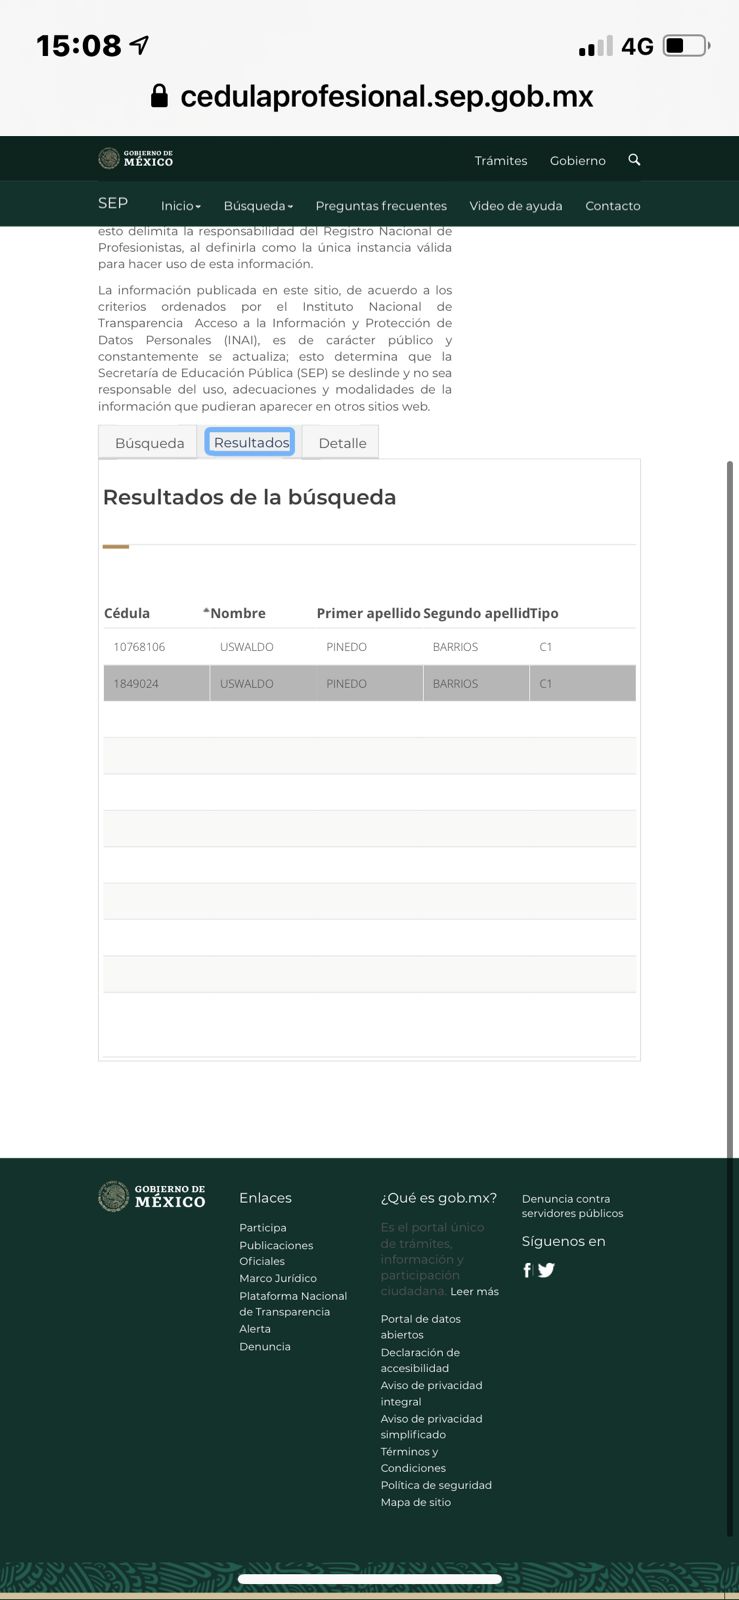 15:08
4G
cedulaprofesional.sep.gob.mx
GOBIERNO DE
MÉXICO
Trámites Gobierno
SEP Inicio Búsqueda Preguntas frecuentes Video de ayuda Contacto
esto delimita la responsabilidad del Registro Nacional de
Profesionistas, al definirla como la única instancia válida
para hacer uso de esta información.
La información publicada en este sitio, de acuerdo a los
criterios ordenados por el Instituto Nacional de
Transparencia Acceso a la Información y Protección de
Datos Personales (INAI), es de carácter público y
constantemente se actualiza; esto determina que la
Secretaría de Educación Pública (SEP) se deslinde y no sea
responsable del uso, adecuaciones y modalidades de la
información que pudieran aparecer en otros sitios web.
Búsqueda Resultados Detalle
Resultados de la búsqueda
Cédula Nombre Primer apellido Segundo apellid Tipo
10768106 USWALDO PINEDO BARRIOS C1
1849024 USWALDO PINEDO BARRIOS C1
GOBIERNO DE
MÉXICO
Enlaces
Participa
Publicaciones
Oficiales
Marco Jurídico
Plataforma Nacional
de Transparencia
Alerta
Denuncia
¿Qué es gob.mx?
Es el portal único
de trámites,
información y
participación
ciudadana. Leer más
Portal de datos
abiertos
Declaración de
accesibilidad
Aviso de privacidad
integral
Aviso de privacidad
simplificado
Términos y
Condiciones
Política de seguridad
Mapa de sitio
Denuncia contra
servidores públicos
Síguenos en